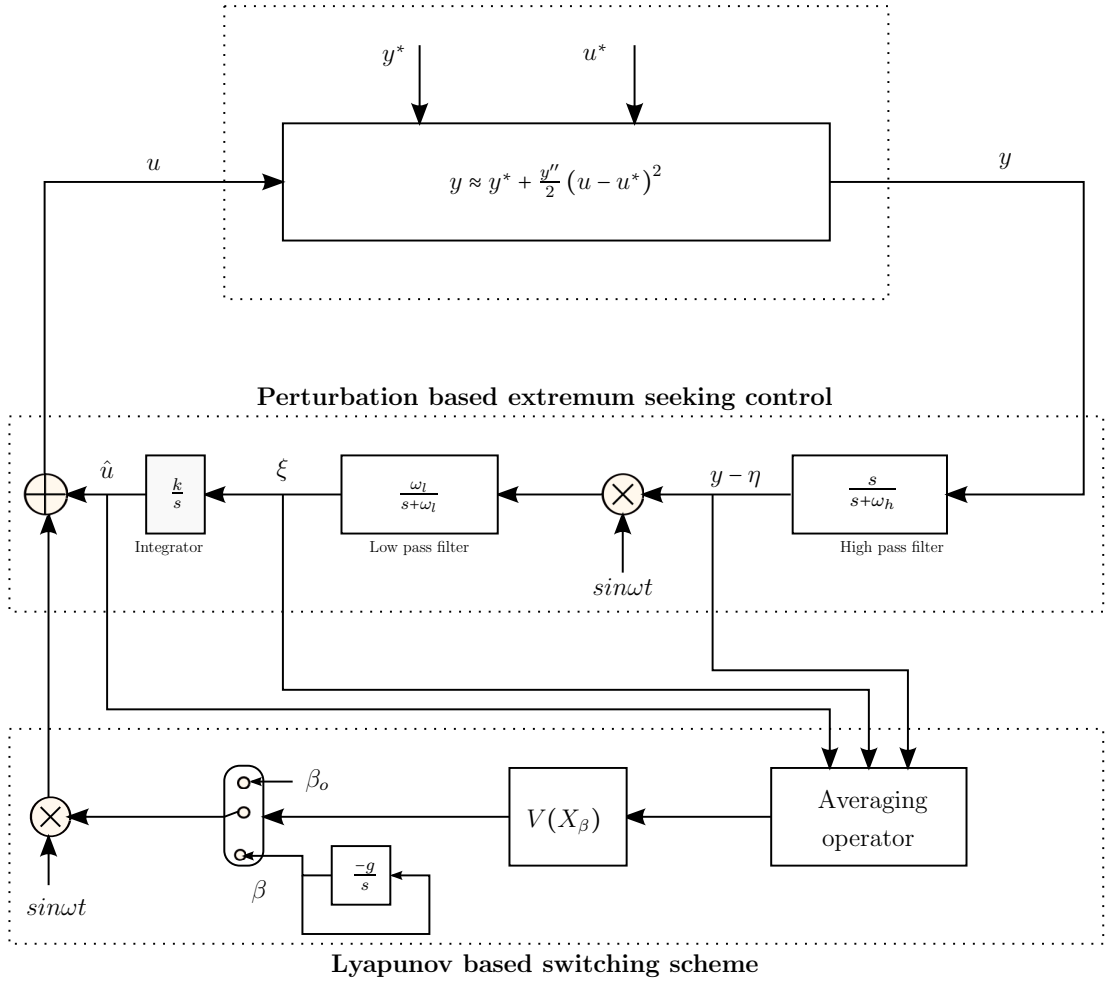 y* u*
u
y
y ≈ y* + y''/2 (u − u*)²
Perturbation based extremum seeking control
û
k/s
ξ
ω_l/(s+ω_l)
y − η
s/(s+ω_h)
Integrator
Low pass filter
High pass filter
sinωt
β_o
V(X_β)
Averaging
operator
−g/s
β
sinωt
Lyapunov based switching scheme